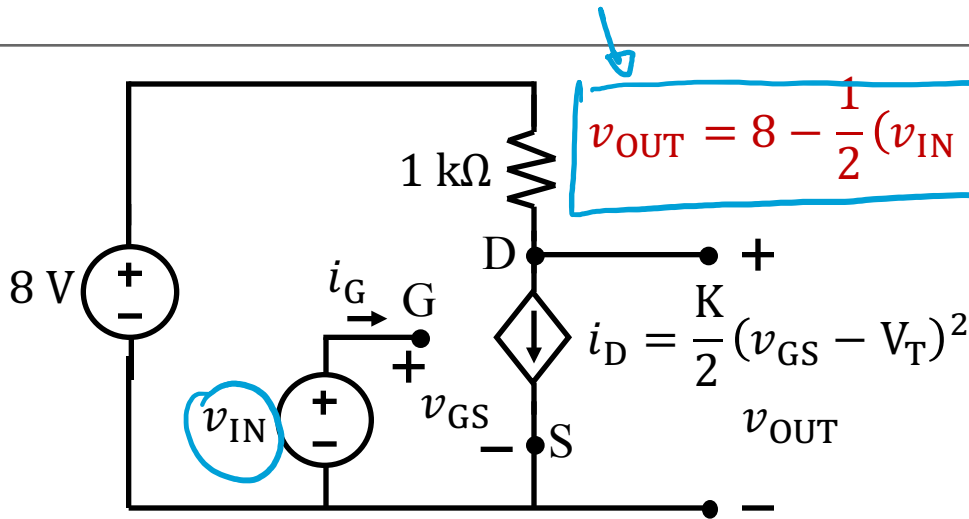 v_OUT = 8 − 1/2 (v_IN
1 kΩ
D
+
8 V
+
−
i_G
G
i_D = K/2 (v_GS − V_T)²
+
v_IN
+
−
v_GS
v_OUT
−
S
−